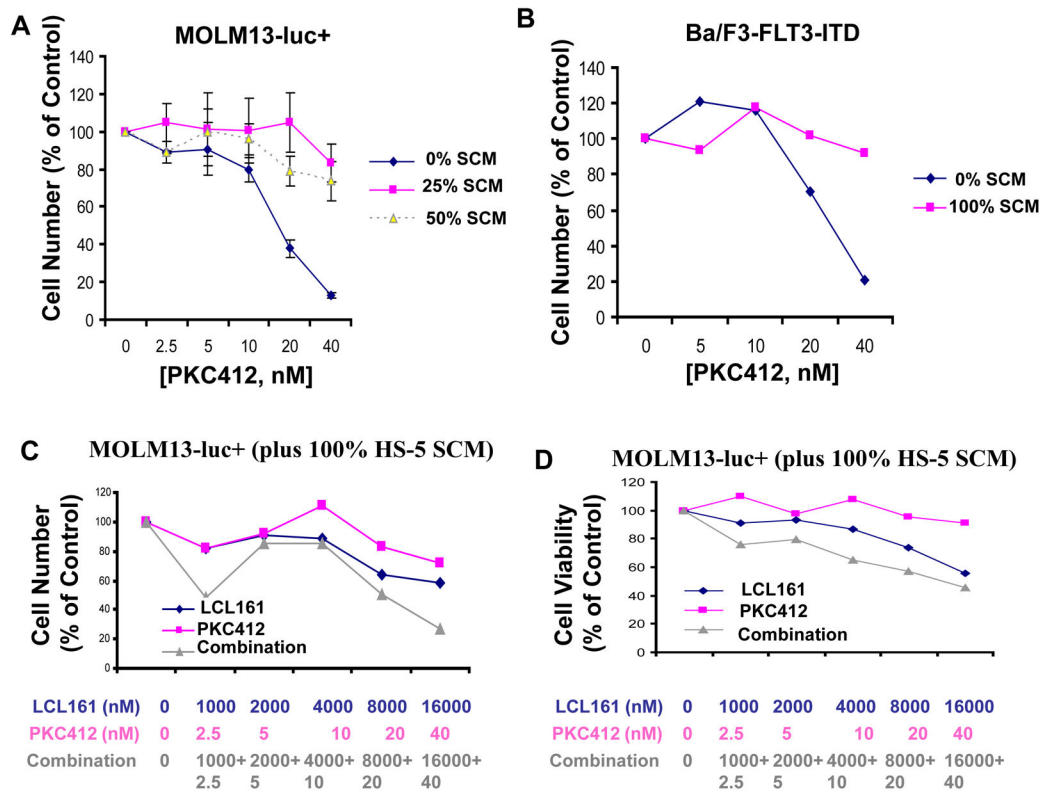 A
MOLM13-luc+
Cell Number (% of Control)
140
120
100
80
60
40
20
0
0 2.5 5 10 20 40
[PKC412, nM]
0% SCM
25% SCM
50% SCM
B
Ba/F3-FLT3-ITD
Cell Number (% of Control)
140
120
100
80
60
40
20
0
0 5 10 20 40
[PKC412, nM]
0% SCM
100% SCM
C
MOLM13-luc+ (plus 100% HS-5 SCM)
Cell Number
(% of Control)
120
100
80
60
40
20
0
LCL161
PKC412
Combination
LCL161 (nM) 0 1000 2000 4000 8000 16000
PKC412 (nM) 0 2.5 5 10 20 40
Combination 0 1000+ 2000+ 4000+ 8000+ 16000+
2.5 5 10 20 40
D
MOLM13-luc+ (plus 100% HS-5 SCM)
Cell Viability
(% of Control)
120
100
80
60
40
20
0
LCL161
PKC412
Combination
LCL161 (nM) 0 1000 2000 4000 8000 16000
PKC412 (nM) 0 2.5 5 10 20 40
Combination 0 1000+ 2000+ 4000+ 8000+ 16000+
2.5 5 10 20 40